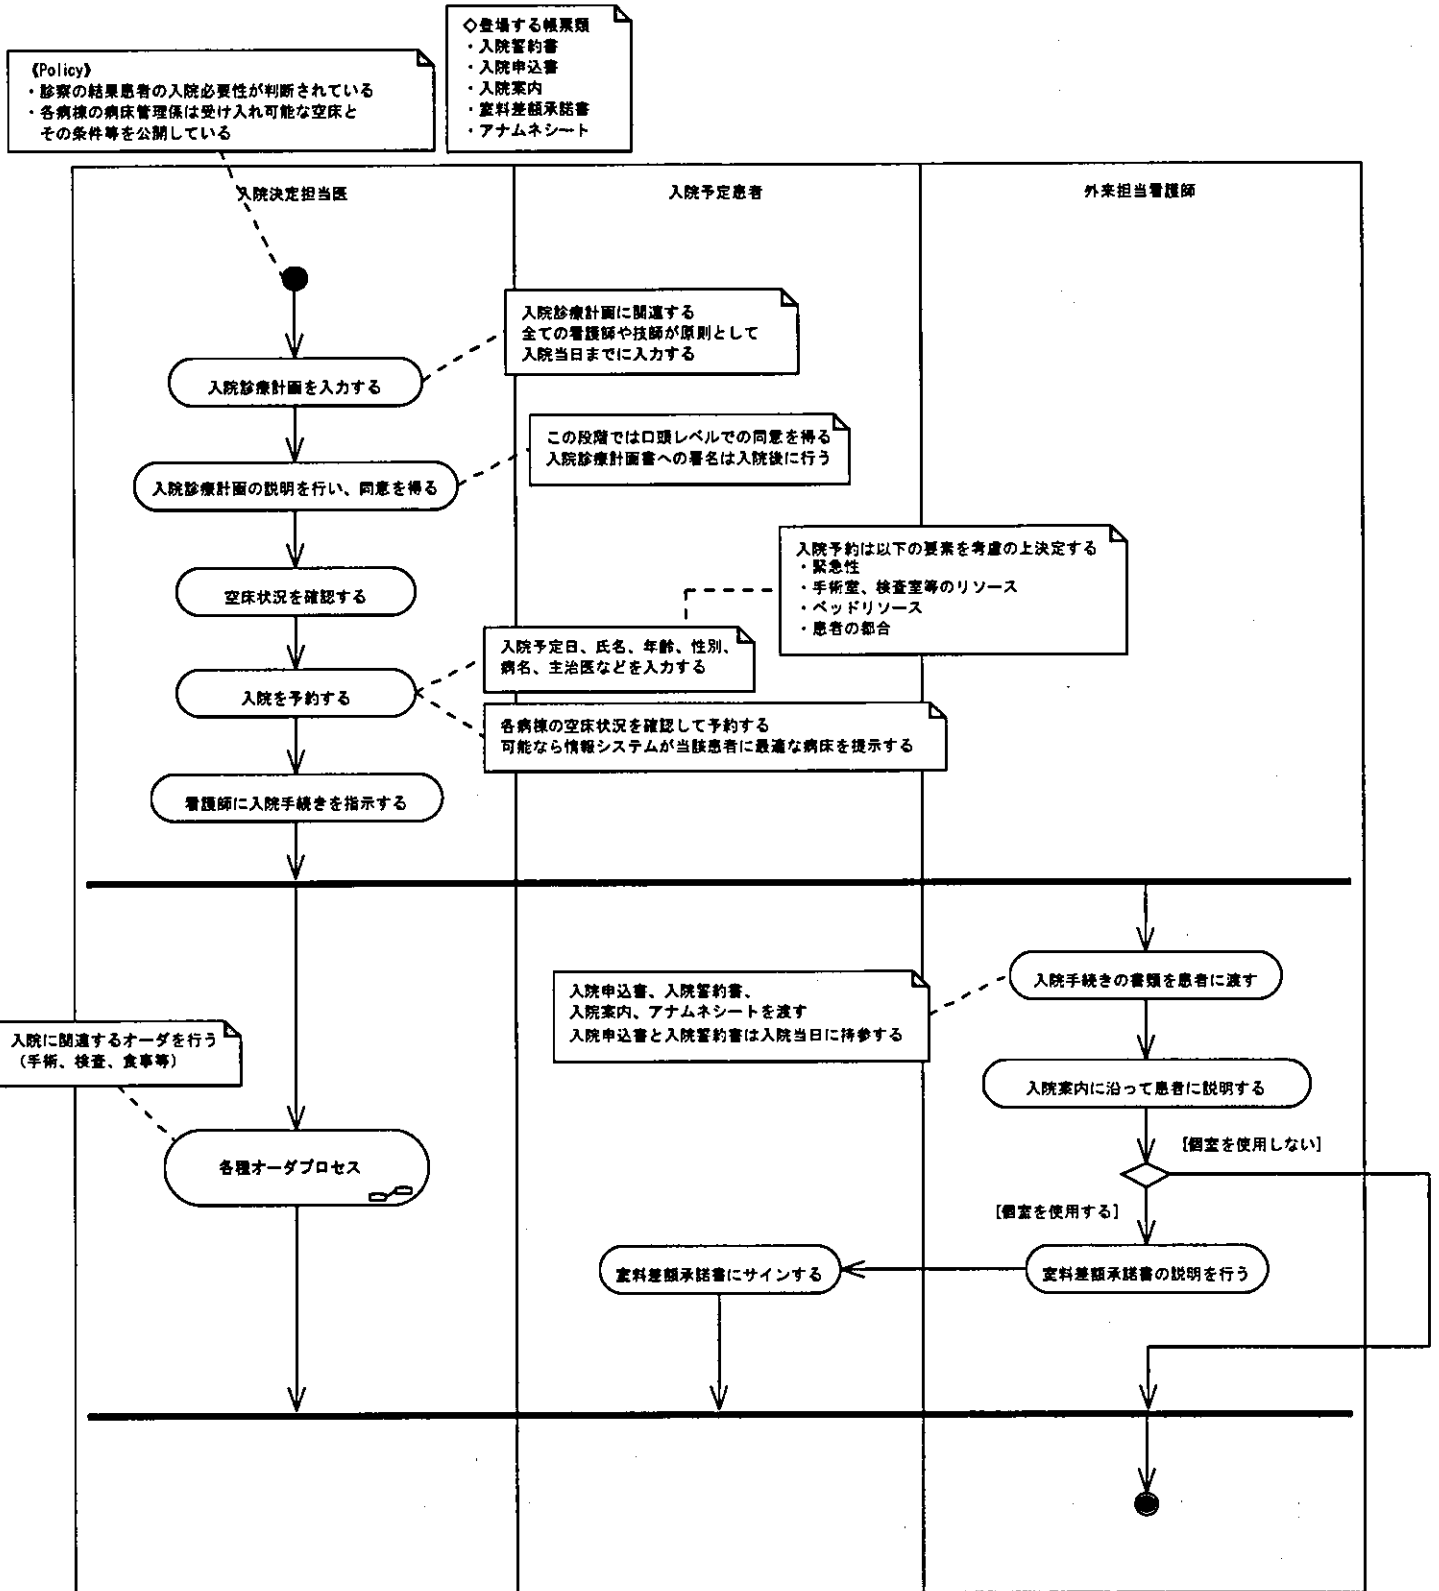 ◇登場する帳票類
・入院誓約書
・入院申込書
・入院案内
・室料差額承諾書
・アナムネシート
《Policy》
・診察の結果患者の入院必要性が判断されている
・各病棟の病床管理係は受け入れ可能な空床と
その条件等を公開している
入院決定担当医
入院予定患者
外来担当看護師
入院診療計画に関連する
全ての看護師や技師が原則として
入院当日までに入力する
入院診療計画を入力する
この段階では口頭レベルでの同意を得る
入院診療計画書への署名は入院後に行う
入院診療計画の説明を行い、同意を得る
入院予約は以下の要素を考慮の上決定する
・緊急性
・手術室、検査室等のリソース
・ベッドリソース
・患者の都合
空床状況を確認する
入院予定日、氏名、年齢、性別、
病名、主治医などを入力する
入院を予約する
各病棟の空床状況を確認して予約する
可能なら情報システムが当該患者に最適な病床を提示する
看護師に入院手続きを指示する
入院手続きの書類を患者に渡す
入院申込書、入院誓約書、
入院案内、アナムネシートを渡す
入院申込書と入院誓約書は入院当日に持参する
入院に関連するオーダを行う
（手術、検査、食事等）
入院案内に沿って患者に説明する
[個室を使用しない]
各種オーダプロセス
[個室を使用する]
室料差額承諾書にサインする
室料差額承諾書の説明を行う